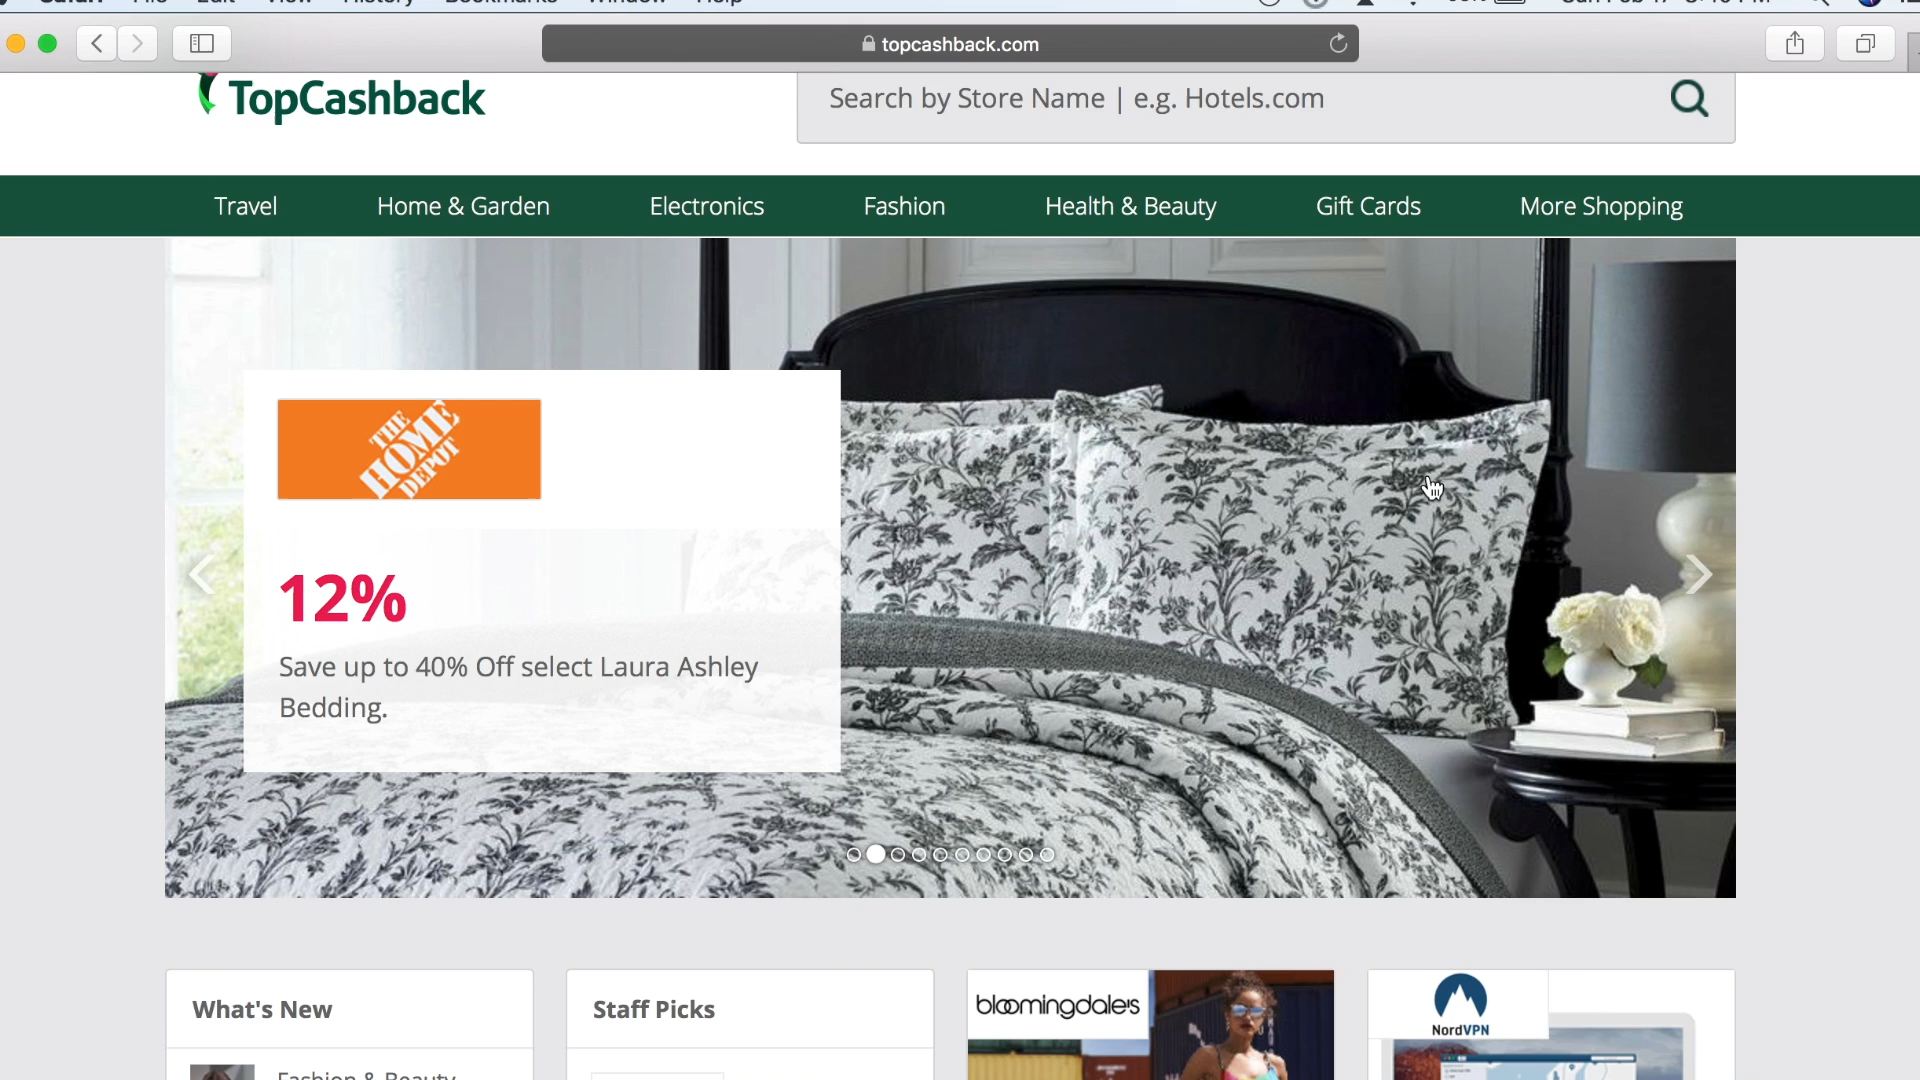 topcashback.com
TopCashback
Search by Store Name | e.g. Hotels.com
Travel
Home & Garden
Electronics
Fashion
Health & Beauty
Gift Cards
More Shopping
THE
HOME
DEPOT
12%
Save up to 40% Off select Laura Ashley
Bedding.
What's New
Staff Picks
bloomingdale's
NordVPN
Fashion & Beauty